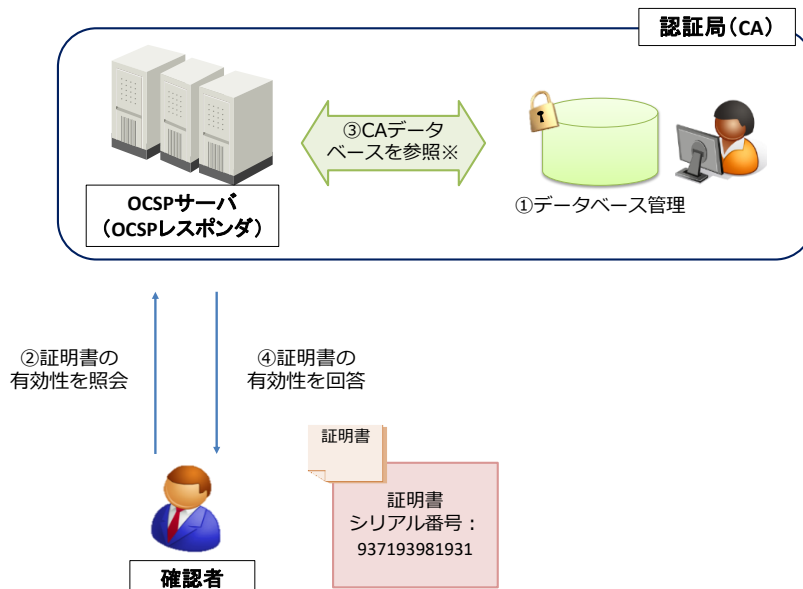 認証局（CA）
③CAデータ
ベースを参照※
OCSPサーバ
（OCSPレスポンダ）
①データベース管理
②証明書の
有効性を照会
④証明書の
有効性を回答
証明書
証明書
シリアル番号：
937193981931
確認者